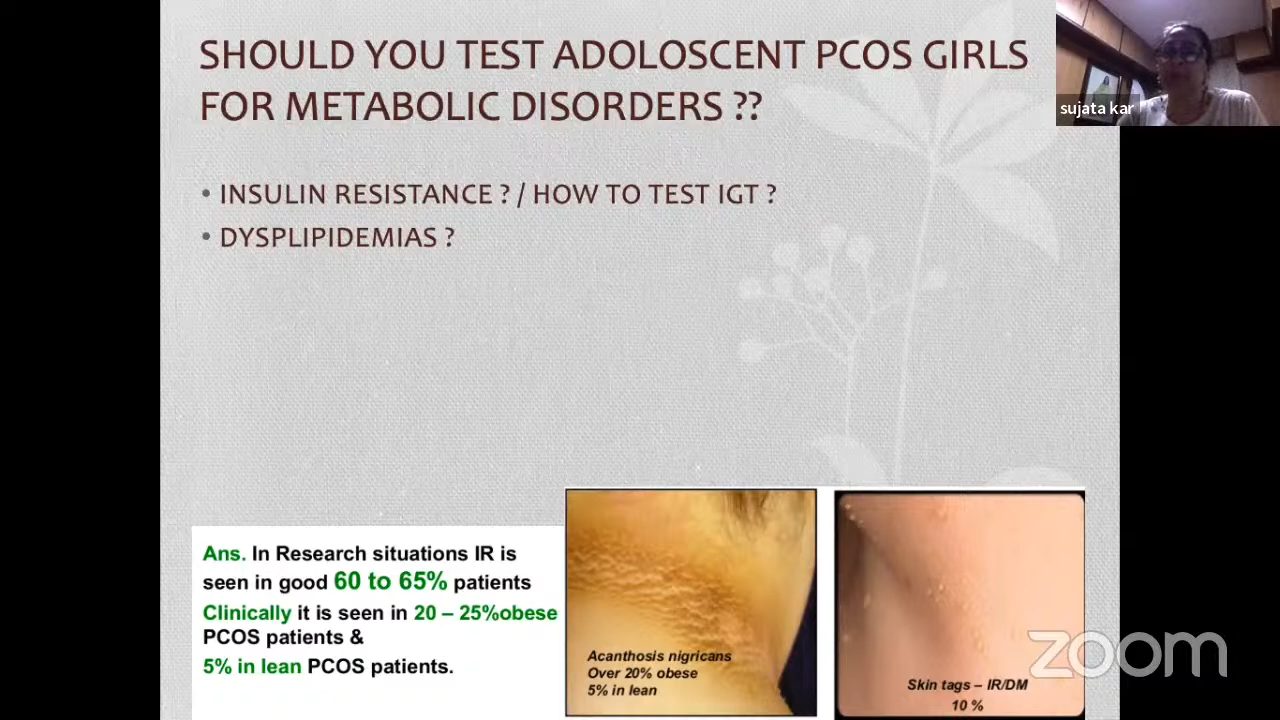 SHOULD YOU TEST ADOLOSCENT PCOS GIRLS
FOR METABOLIC DISORDERS ??
sujata kar
• INSULIN RESISTANCE ? / HOW TO TEST IGT ?
• DYSPLIPIDEMIAS ?
Ans. In Research situations IR is
seen in good 60 to 65% patients
Clinically it is seen in 20 – 25%obese
PCOS patients &
5% in lean PCOS patients.
Acanthosis nigricans
Over 20% obese
5% in lean
Skin tags – IR/DM
10 %
zoom